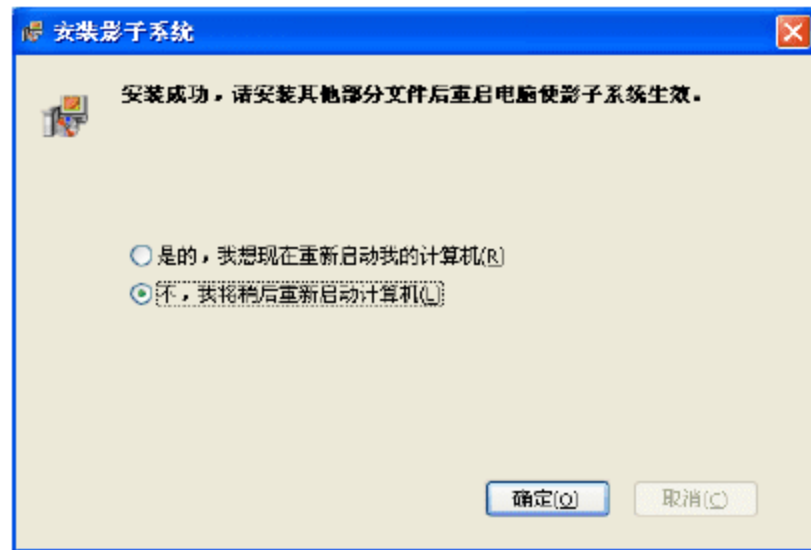 安装影子系统
安装成功，请安装其他部分文件后重启电脑使影子系统生效。
是的，我想现在重新启动我的计算机(R)
不，我将稍后重新启动计算机(L)
确定(O)
取消(C)